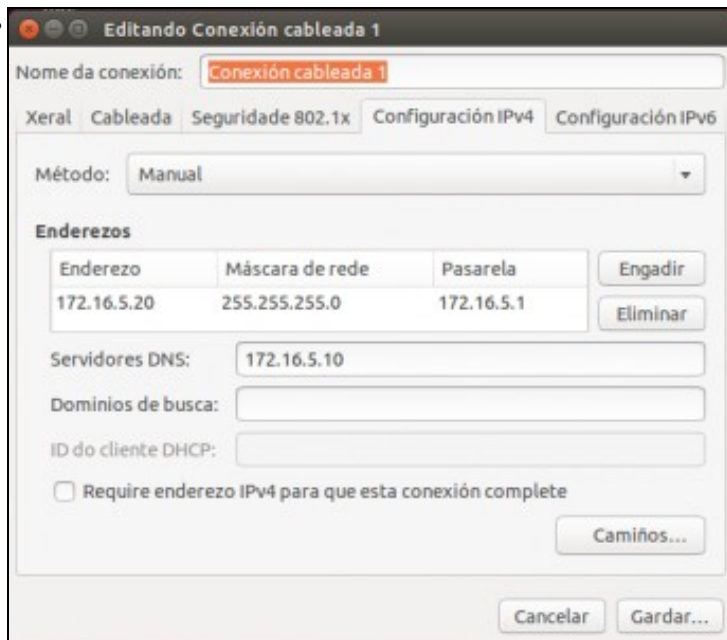 Editando Conexión cableada 1
Nome da conexión: Conexión cableada 1
Xeral Cableada Seguridade 802.1x Configuración IPv4 Configuración IPv6
Método: Manual
Enderezos
Enderezo Máscara de rede Pasarela Engadir
172.16.5.20 255.255.255.0 172.16.5.1
Eliminar
Servidores DNS: 172.16.5.10
Dominios de busca:
ID do cliente DHCP:
Require enderezo IPv4 para que esta conexión complete
Camiños...
Cancelar Gardar...